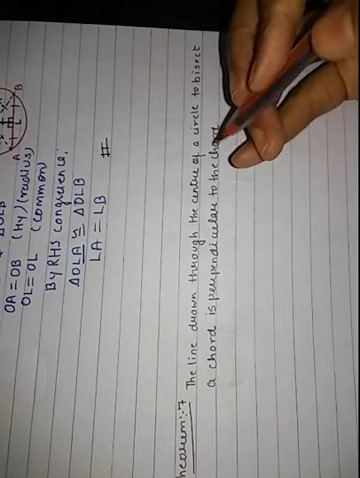 B
A L
OA = OB (Hy) (radius)
OL = OL (Common)
BY RHS congruence;
ΔOLA ≅ ΔOLB
LA = LB
#
heorum:-7 The line drawn through the centre of a circle to bisect
a chord is perpendicular to the chord